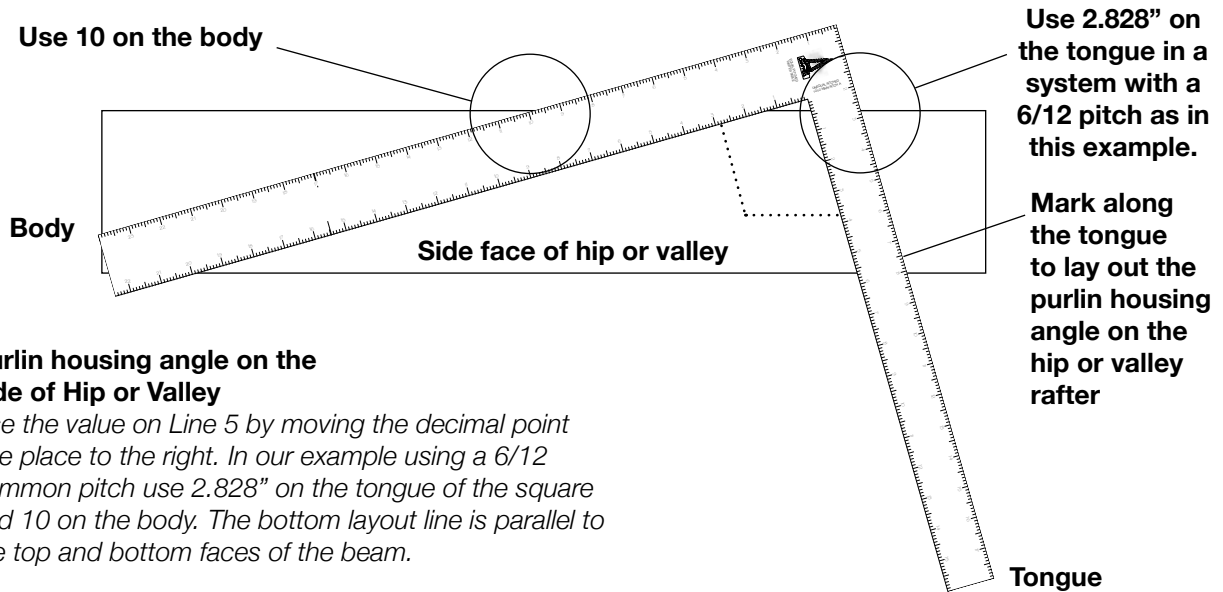 Use 10 on the body
Use 2.828” on
the tongue in a
system with a
6/12 pitch as in
this example.
Body
Side face of hip or valley
Mark along
the tongue
to lay out the
purlin housing
angle on the
hip or valley
rafter
urlin housing angle on the
de of Hip or Valley
e the value on Line 5 by moving the decimal point
e place to the right. In our example using a 6/12
mmon pitch use 2.828” on the tongue of the square
d 10 on the body. The bottom layout line is parallel to
e top and bottom faces of the beam.
Tongue